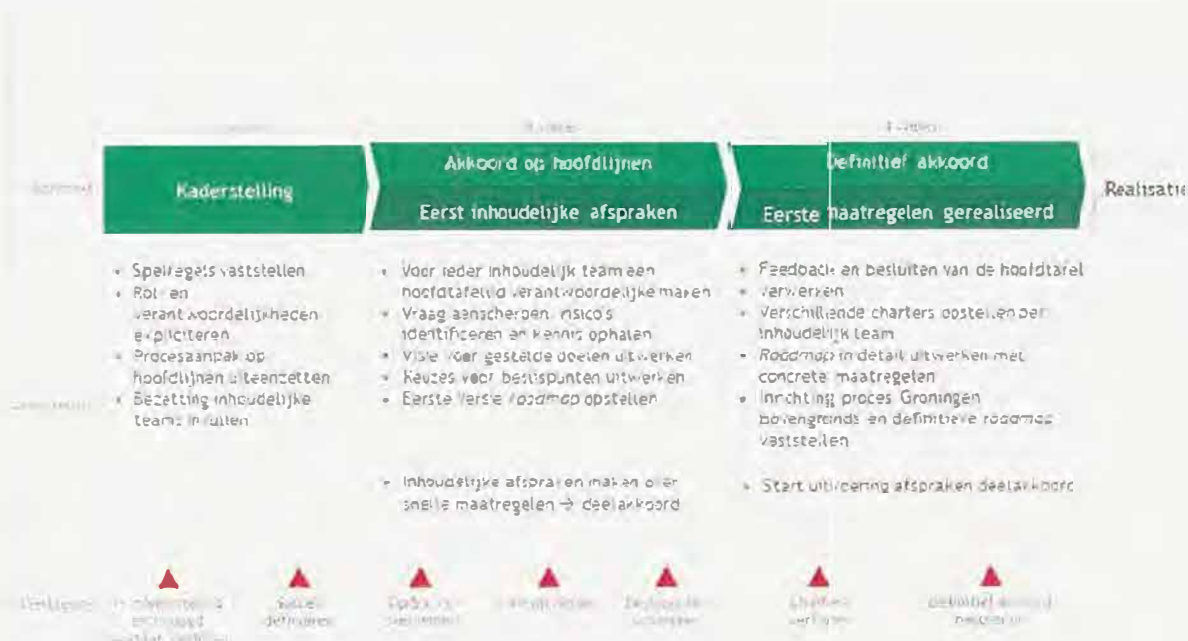 Akkoord op hoofdlijnen
Definitief akkoord
Kaderstelling
Realisatie
Eerst inhoudelijke afspraken
Eerste maatregelen gerealiseerd
• Spelregels vaststellen
• Rol- en
verantwoordelijkheden
expliciteren
• Procesaanpak op
hoofdlijnen uiteenzetten
• Bezetting inhoudelijke
teams invullen
• Voor ieder inhoudelijk team een
hoofdtafellid verantwoordelijke maken
• Vraag aanscherpen, risico's
identificeren en kennis ophalen
• Visie voor gestelde doelen uitwerken
• Keuzes voor beslispunten uitwerken
• Eerste versie roadmap opstellen
• Inhoudelijke afspraken maken over
snelle maatregelen → deelakkoord
• Feedback en besluiten van de hoofdtafel
• verwerken
• Verschillende charters opstellen per
inhoudelijk team
• Roadmap in detail uitwerken met
concrete maatregelen
• Inrichting proces Groningen
bovengronds en definitieve roadmap
vaststellen
• Start uitvoering afspraken deelakkoord